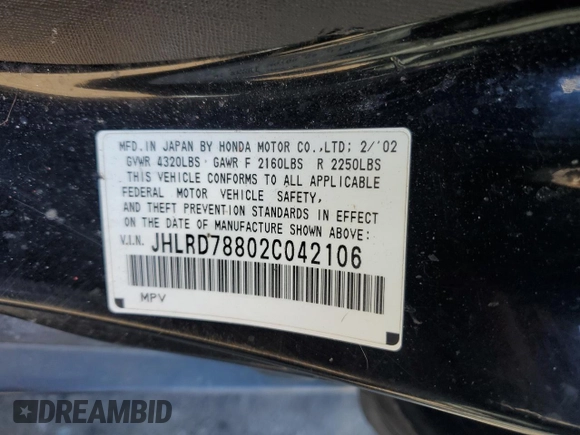 MFD.IN JAPAN BY HONDA MOTOR CO.,LTD; 2/'02
GVWR 4320LBS GAWR F 2160LBS R 2250LBS
THIS VEHICLE CONFORMS TO ALL APPLICABLE
FEDERAL MOTOR VEHICLE SAFETY,
AND THEFT PREVENTION STANDARDS IN EFFECT
ON THE DATE OF MANUFACTURE SHOWN ABOVE:
V.I.N. JHLRD78802C042106
MPV
DREAMBID